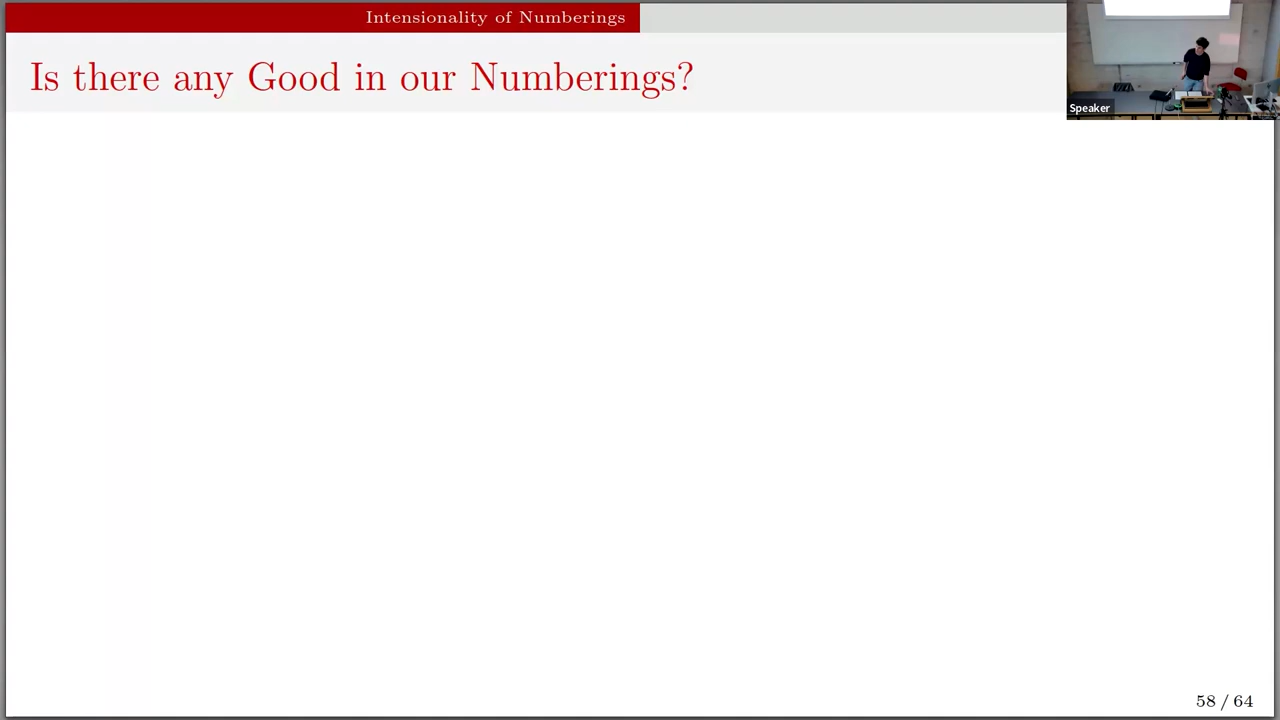 Intensionality of Numberings
Is there any Good in our Numberings?
Speaker
58 / 64